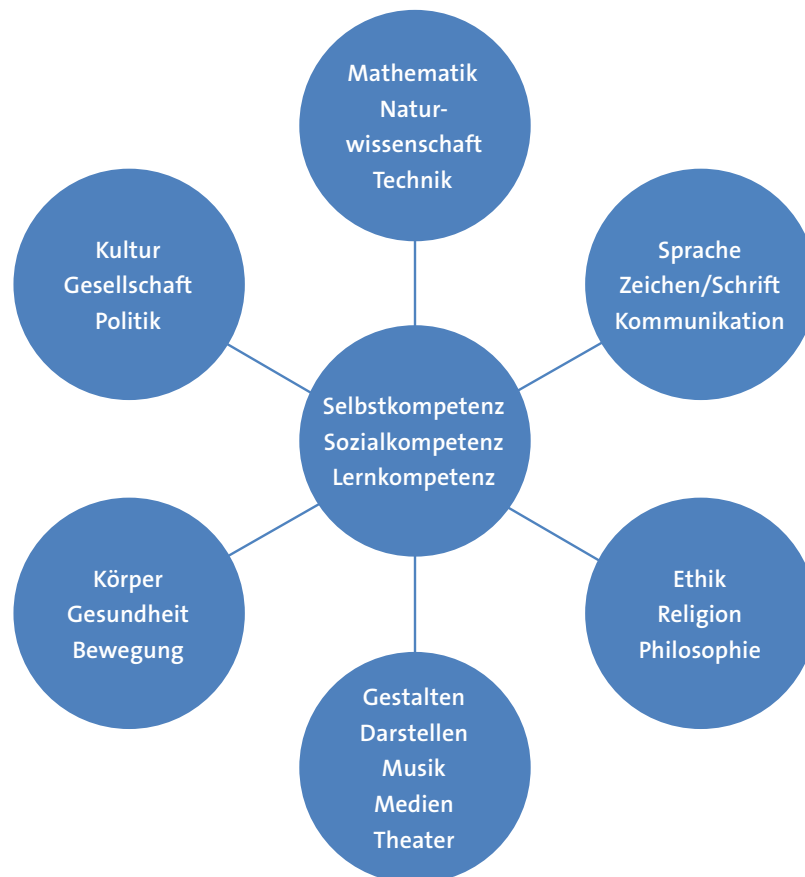 Mathematik
Natur-
wissenschaft
Technik
Kultur
Gesellschaft
Politik
Sprache
Zeichen/Schrift
Kommunikation
Selbstkompetenz
Sozialkompetenz
Lernkompetenz
Körper
Gesundheit
Bewegung
Ethik
Religion
Philosophie
Gestalten
Darstellen
Musik
Medien
Theater